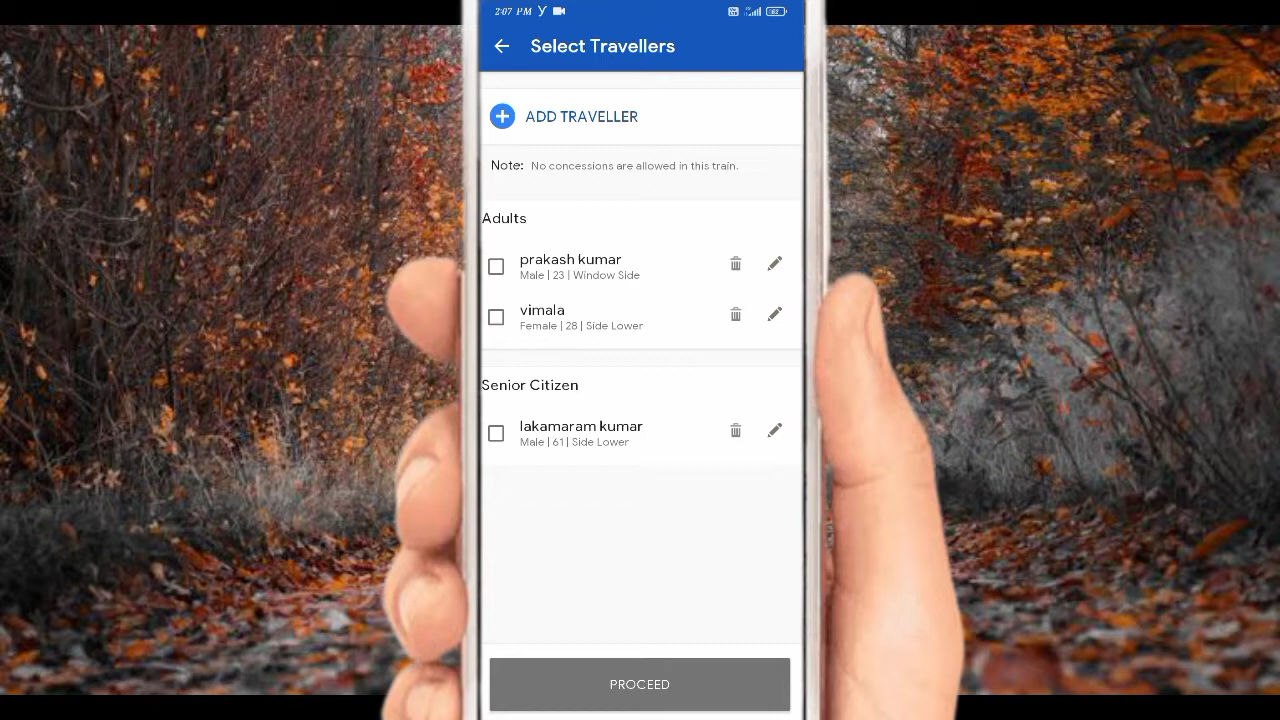 2:07 PM
62
Select Travellers
ADD TRAVELLER
Note: No concessions are allowed in this train.
Adults
prakash kumar
Male | 23 | Window Side
vimala
Female | 28 | Side Lower
Senior Citizen
lakamaram kumar
Male | 61 | Side Lower
PROCEED